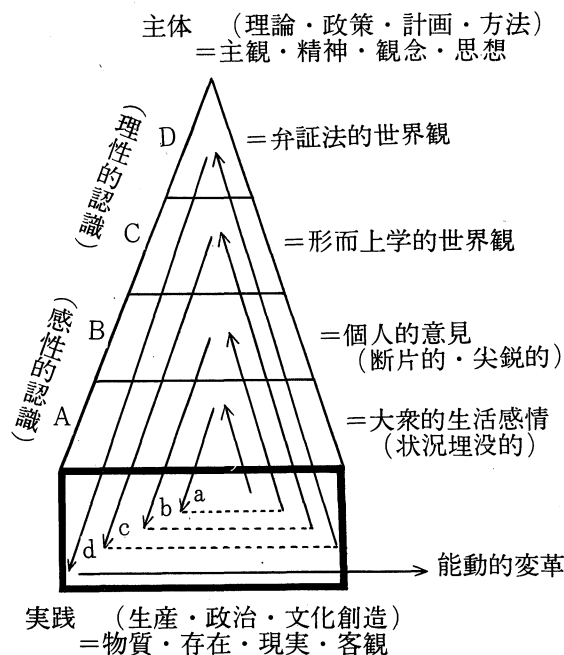 主体　（理論・政策・計画・方法）
＝主観・精神・観念・思想
（理性的認識）
D
＝弁証法的世界観
C
＝形而上学的世界観
（感性的認識）
B
＝個人的意見
（断片的・尖鋭的）
A
＝大衆的生活感情
（状況埋没的）
a
b
c
d
能動的変革
実践　（生産・政治・文化創造）
＝物質・存在・現実・客観